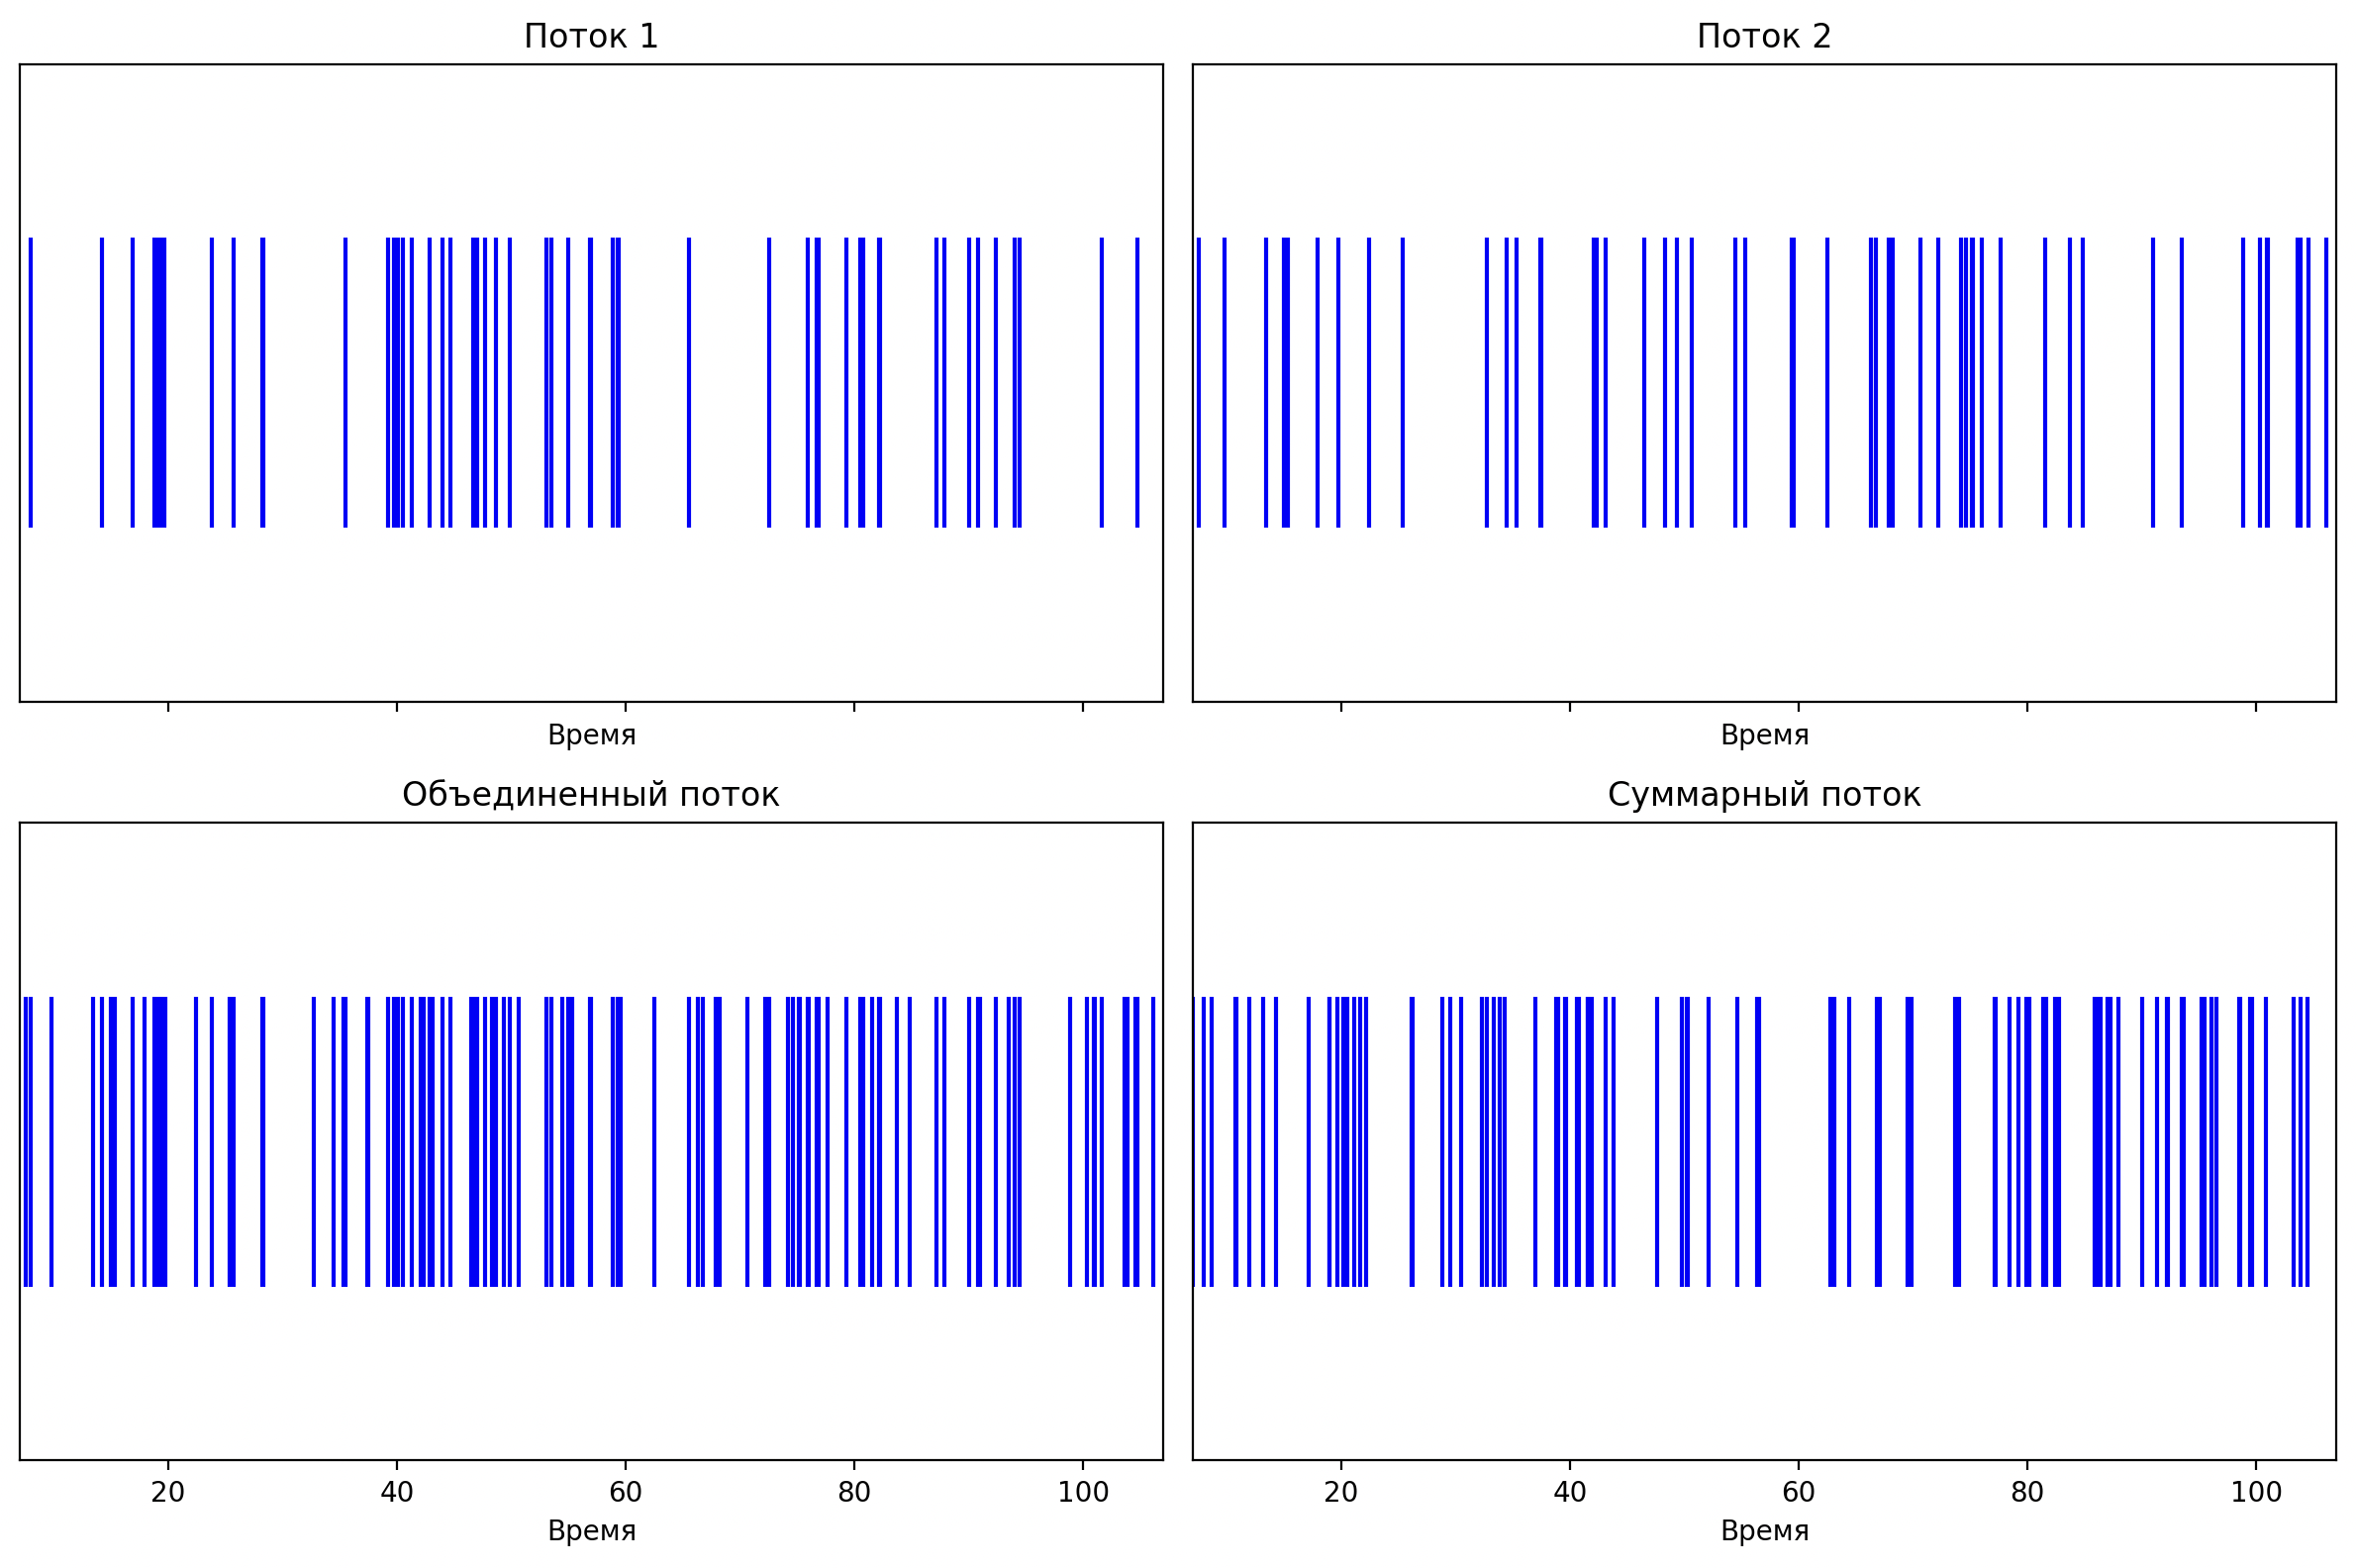 Поток 1
Поток 2
Время
Время
Объединенный поток
Суммарный поток
20 40 60 80 100
20 40 60 80 100
Время
Время